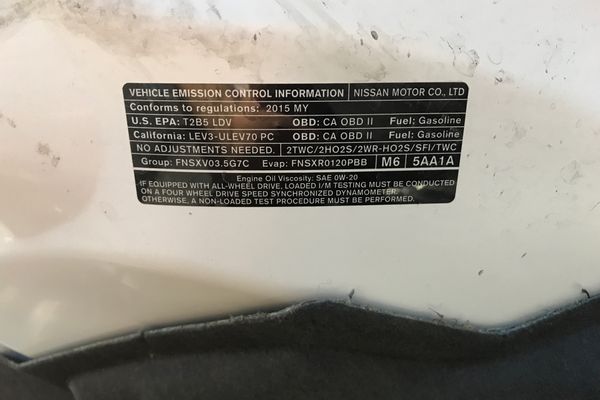 VEHICLE EMISSION CONTROL INFORMATION NISSAN MOTOR CO., LTD
Conforms to regulations: 2015 MY
U.S. EPA: T2B5 LDV OBD: CA OBD II Fuel: Gasoline
California: LEV3-ULEV70 PC OBD: CA OBD II Fuel: Gasoline
NO ADJUSTMENTS NEEDED. 2TWC/2HO2S/2WR-HO2S/SFI/TWC
Group: FNSXV03.5G7C Evap: FNSXR0120PBB M6 5AA1A
Engine Oil Viscosity: SAE 0W-20
IF EQUIPPED WITH ALL-WHEEL DRIVE, LOADED I/M TESTING MUST BE CONDUCTED
ON A FOUR WHEEL DRIVE SPEED SYNCHRONIZED DYNAMOMETER.
OTHERWISE, A NON-LOADED TEST PROCEDURE MUST BE PERFORMED.